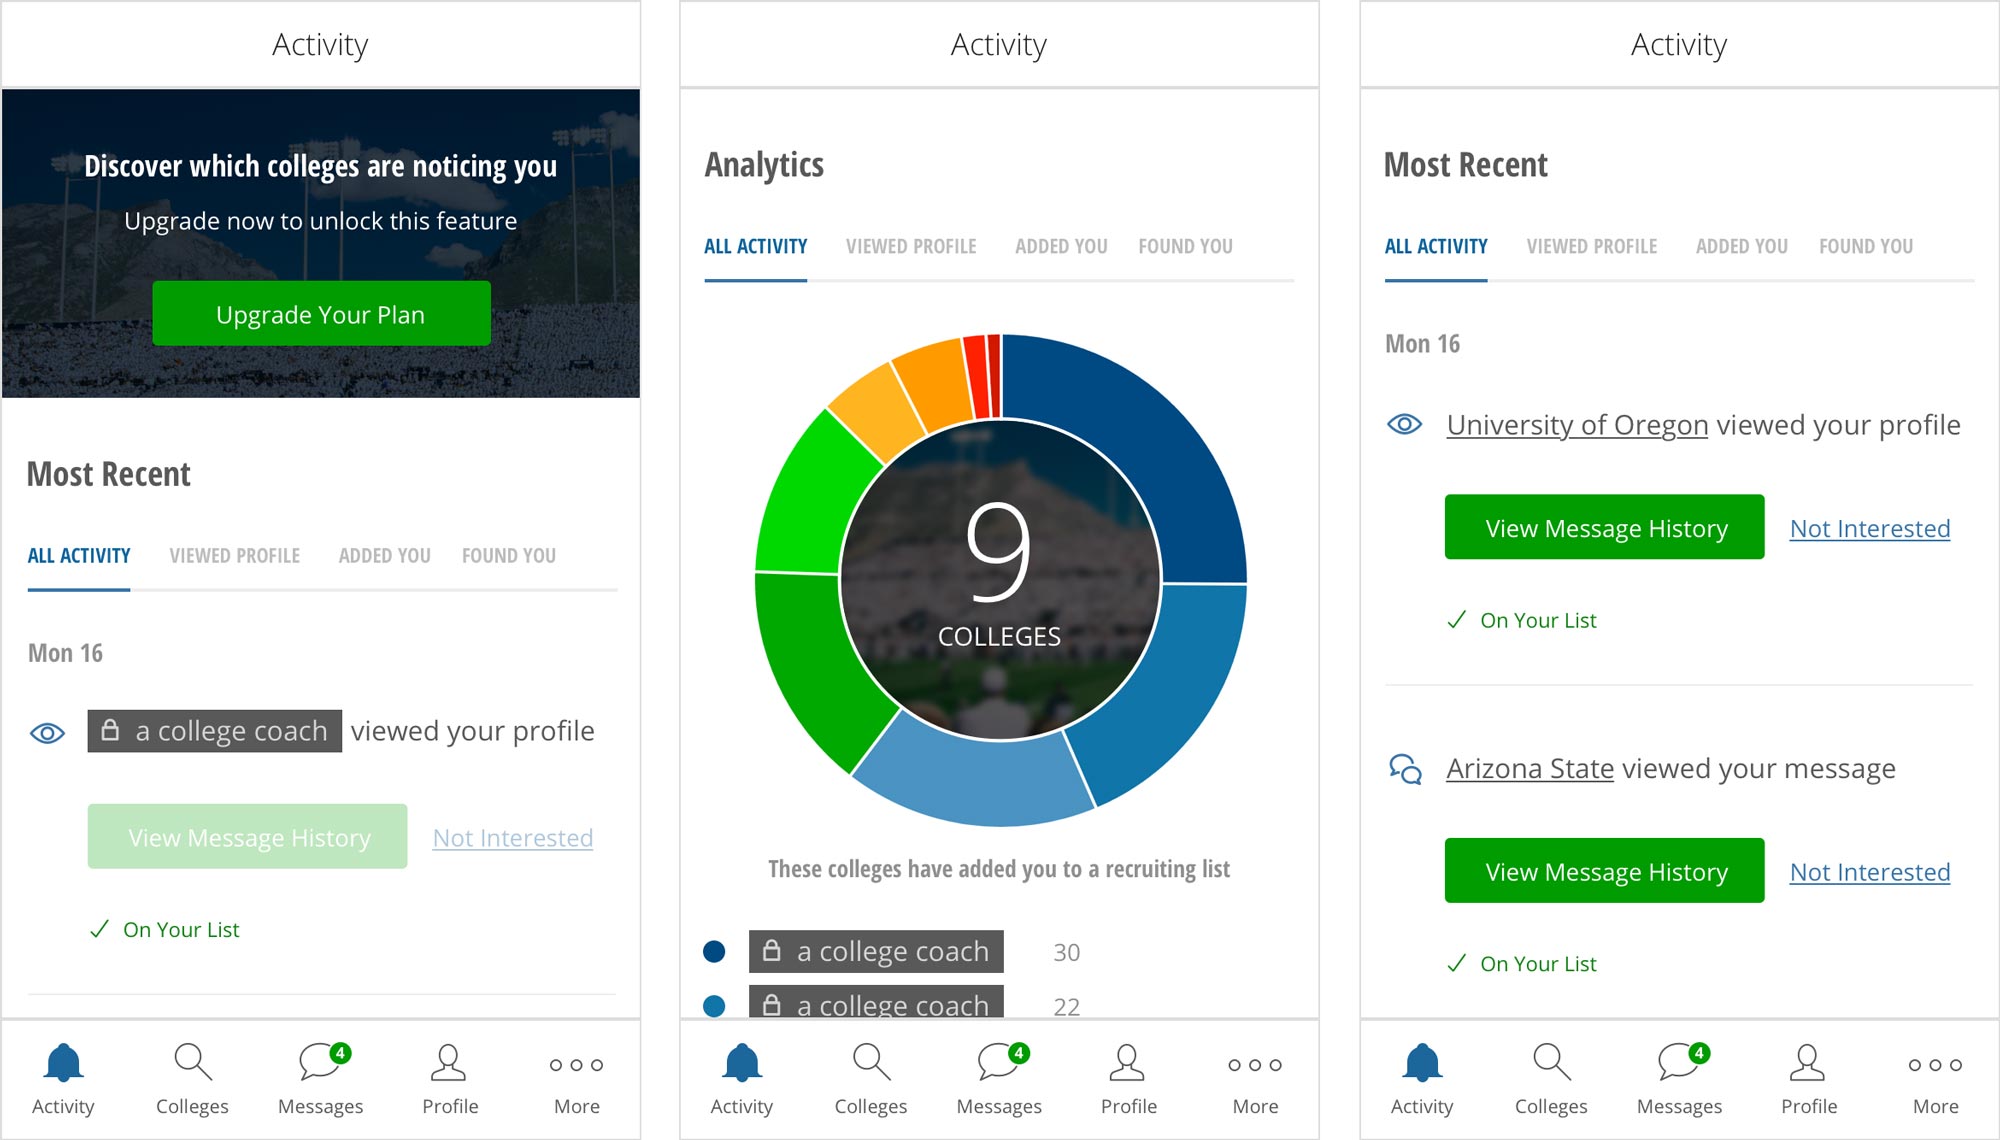 Activity
Discover which colleges are noticing you
Upgrade now to unlock this feature
Upgrade Your Plan
Most Recent
ALL ACTIVITY VIEWED PROFILE ADDED YOU FOUND YOU
Mon 16
a college coach viewed your profile
View Message History Not Interested
On Your List
4
Activity Colleges Messages Profile More
Activity
Analytics
ALL ACTIVITY VIEWED PROFILE ADDED YOU FOUND YOU
9
COLLEGES
These colleges have added you to a recruiting list
a college coach 30
a college coach 22
4
Activity Colleges Messages Profile More
Activity
Most Recent
ALL ACTIVITY VIEWED PROFILE ADDED YOU FOUND YOU
Mon 16
University of Oregon viewed your profile
View Message History Not Interested
On Your List
Arizona State viewed your message
View Message History Not Interested
On Your List
4
Activity Colleges Messages Profile More